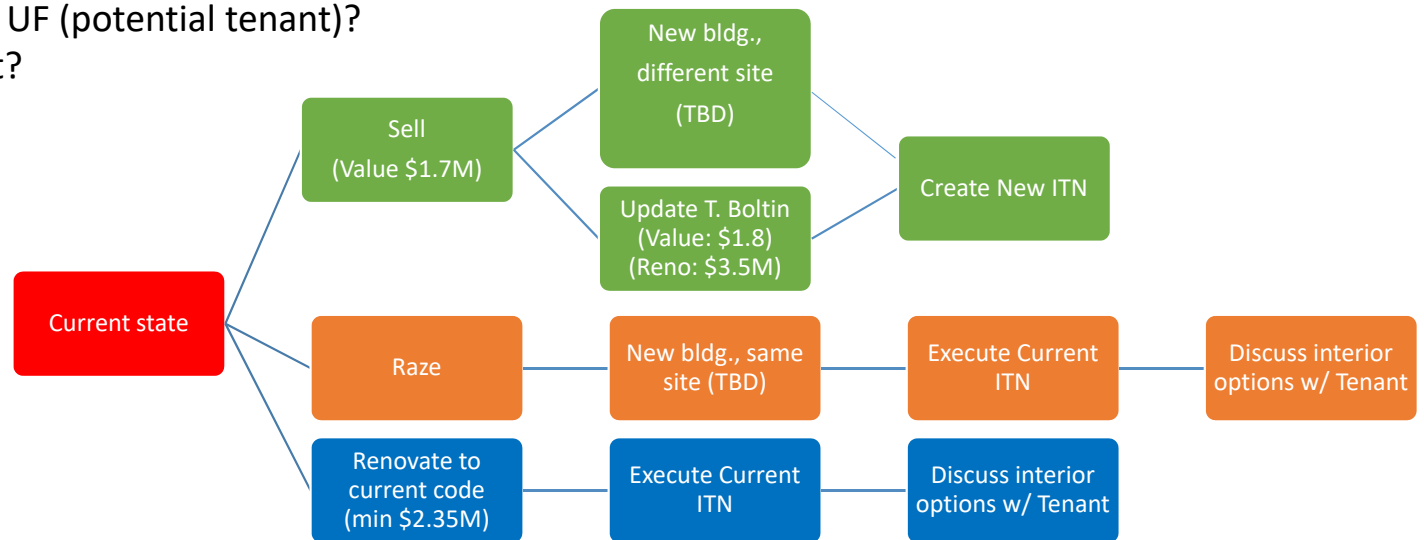 UF (potential tenant)?
t?
New bldg.,
different site
(TBD)
Sell
(Value $1.7M)
Create New ITN
Update T. Boltin
(Value: $1.8)
(Reno: $3.5M)
Current state
Raze
New bldg., same
site (TBD)
Execute Current
ITN
Discuss interior
options w/ Tenant
Renovate to
current code
(min $2.35M)
Execute Current
ITN
Discuss interior
options w/ Tenant